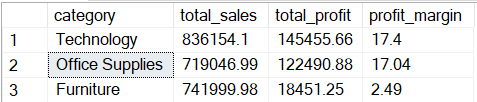 category total_sales total_profit profit_margin
1 Technology 836154.1 145455.66 17.4
2 Office Supplies 719046.99 122490.88 17.04
3 Furniture 741999.98 18451.25 2.49